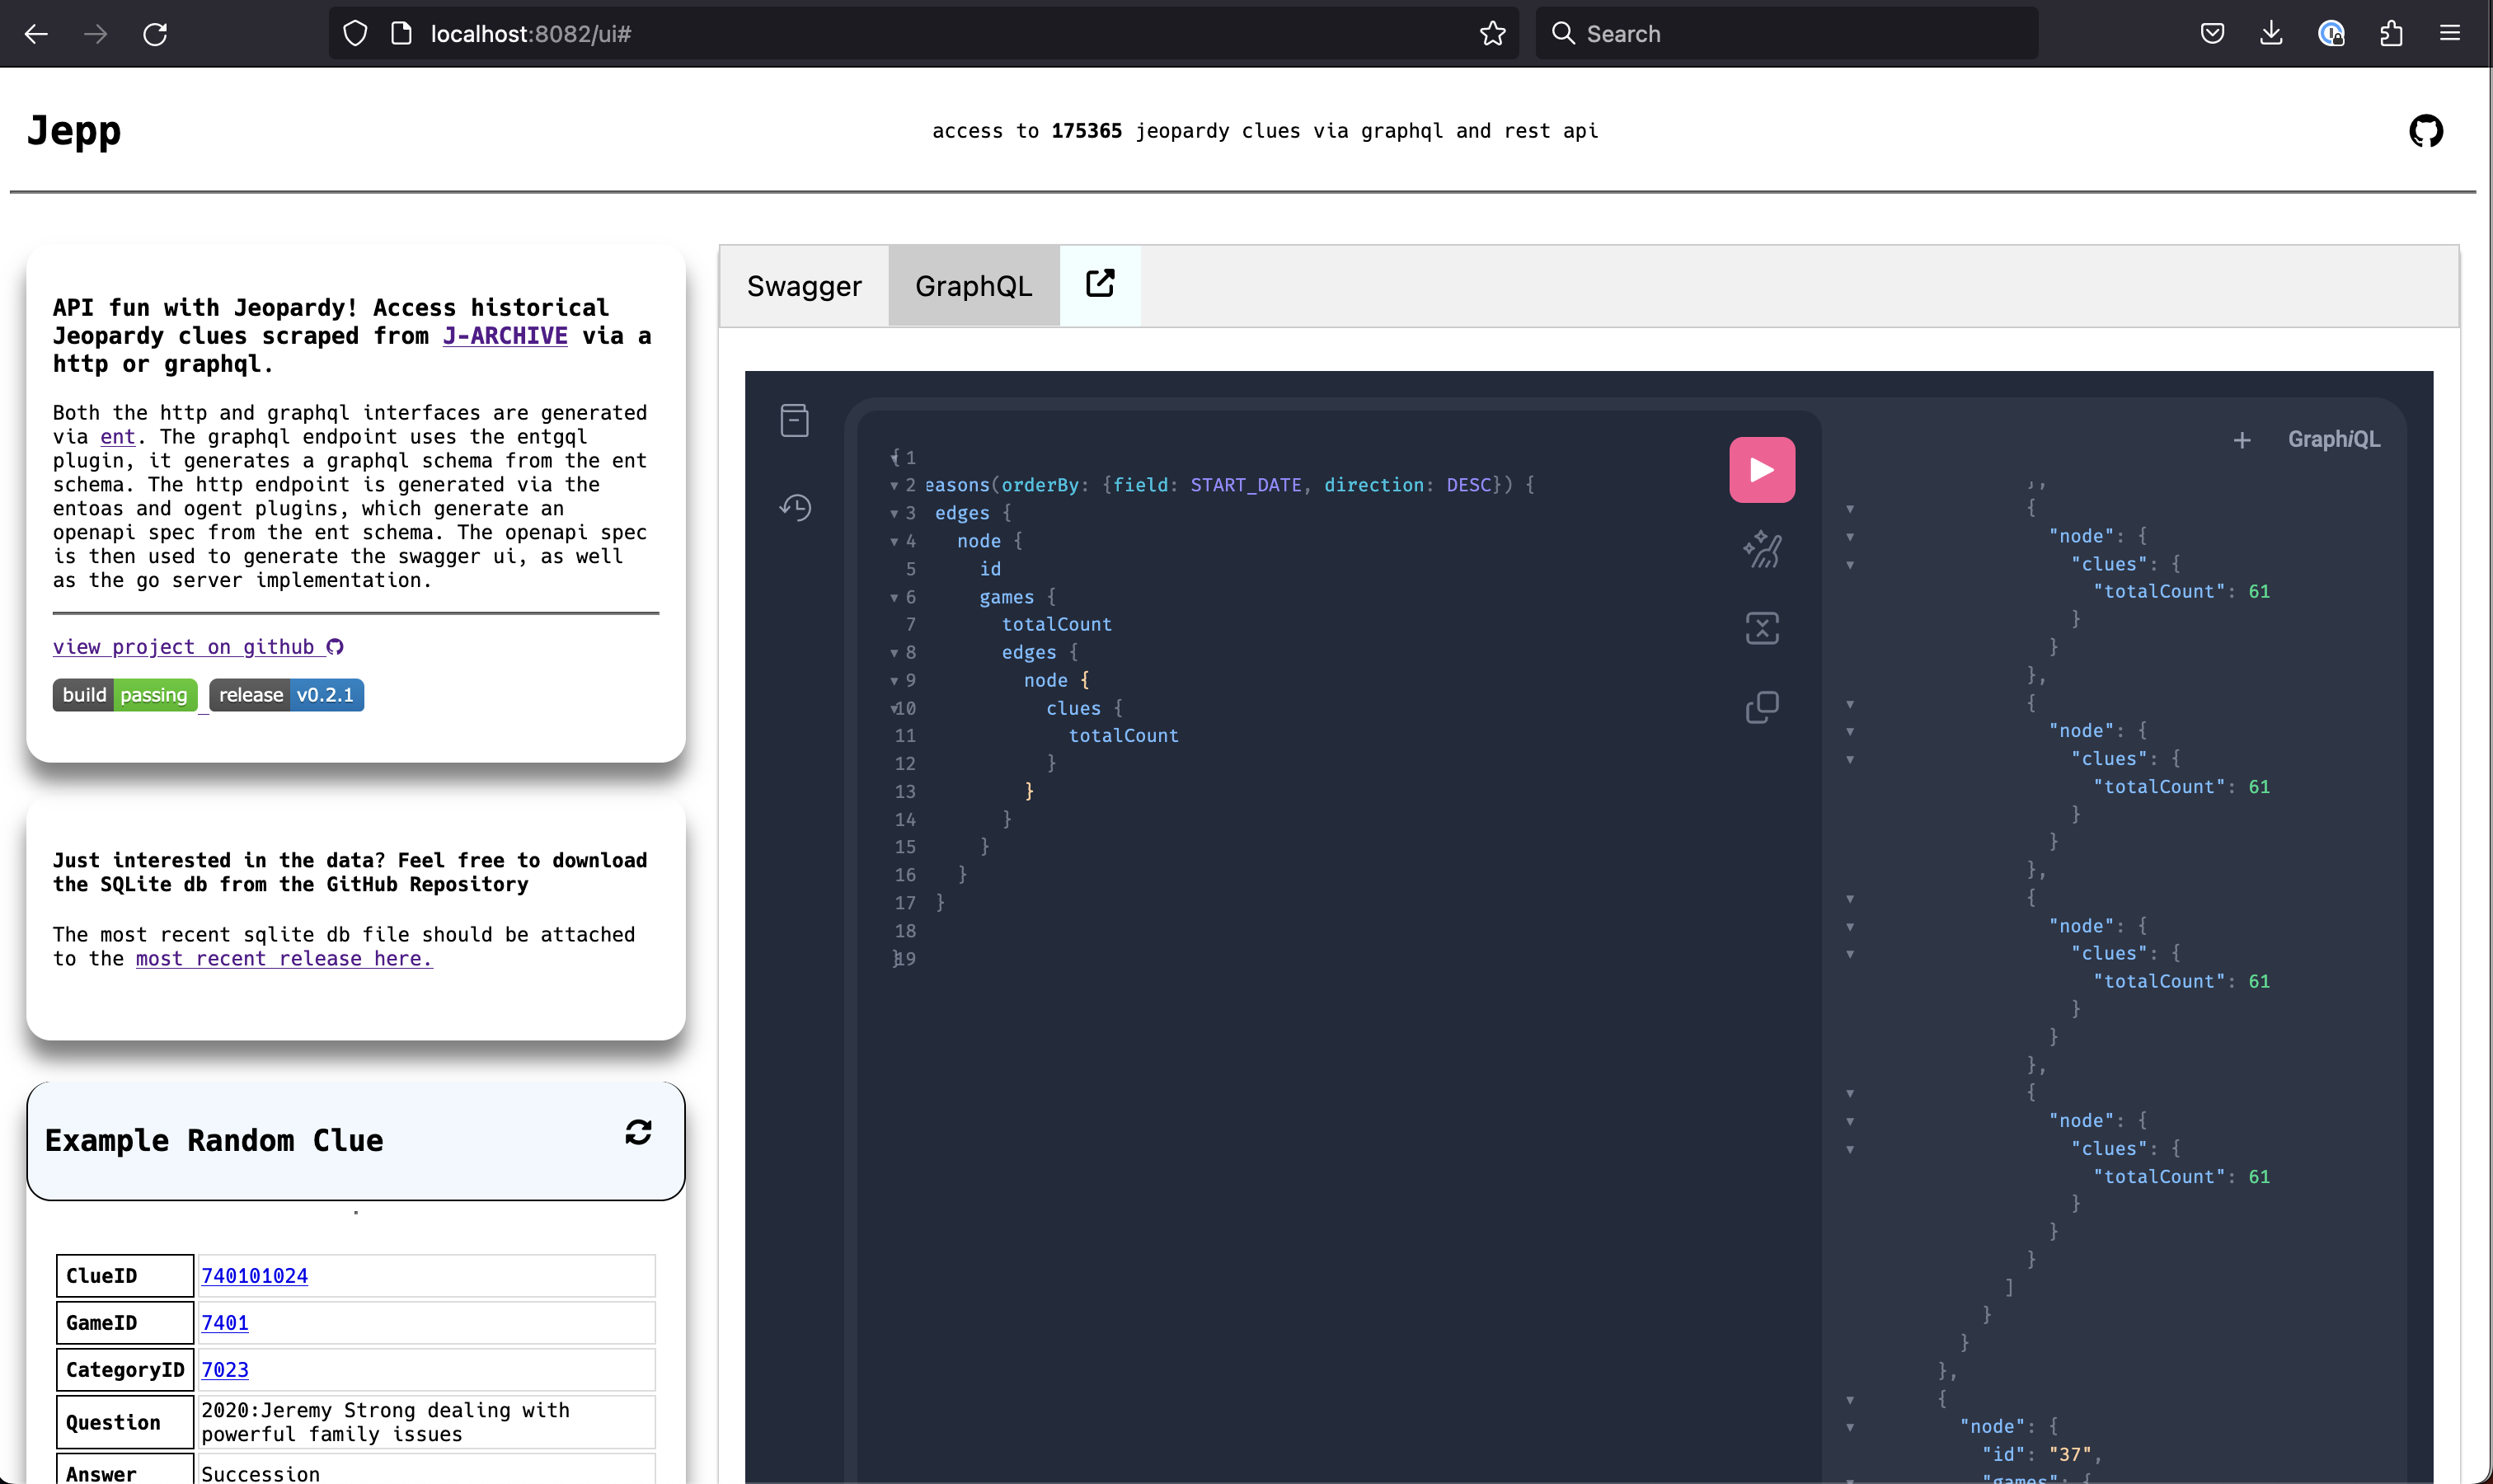 localhost:8082/ui#
Search
Jepp
access to 175365 jeopardy clues via graphql and rest api
API fun with Jeopardy! Access historical
Jeopardy clues scraped from J-ARCHIVE via a
http or graphql.
Both the http and graphql interfaces are generated
via ent. The graphql endpoint uses the entgql
plugin, it generates a graphql schema from the ent
schema. The http endpoint is generated via the
entoas and ogent plugins, which generate an
openapi spec from the ent schema. The openapi spec
is then used to generate the swagger ui, as well
as the go server implementation.
view project on github
build passing release v0.2.1
Just interested in the data? Feel free to download
the SQLite db from the GitHub Repository
The most recent sqlite db file should be attached
to the most recent release here.
Example Random Clue
.
ClueID 740101024
GameID 7401
CategoryID 7023
Question 2020:Jeremy Strong dealing with
powerful family issues
Answer Succession
Swagger GraphQL
1 {
2 easons(orderBy: {field: START_DATE, direction: DESC}) {
3 edges {
4 node {
5 id
6 games {
7 totalCount
8 edges {
9 node {
10 clues {
11 totalCount
12 }
13 }
14 }
15 }
16 }
17 }
18
19 }
+ GraphiQL
},
{
"node": {
"clues": {
"totalCount": 61
}
}
},
{
"node": {
"clues": {
"totalCount": 61
}
}
},
{
"node": {
"clues": {
"totalCount": 61
}
}
},
{
"node": {
"clues": {
"totalCount": 61
}
}
}
]
}
}
},
{
"node": {
"id": "37",
"games": {